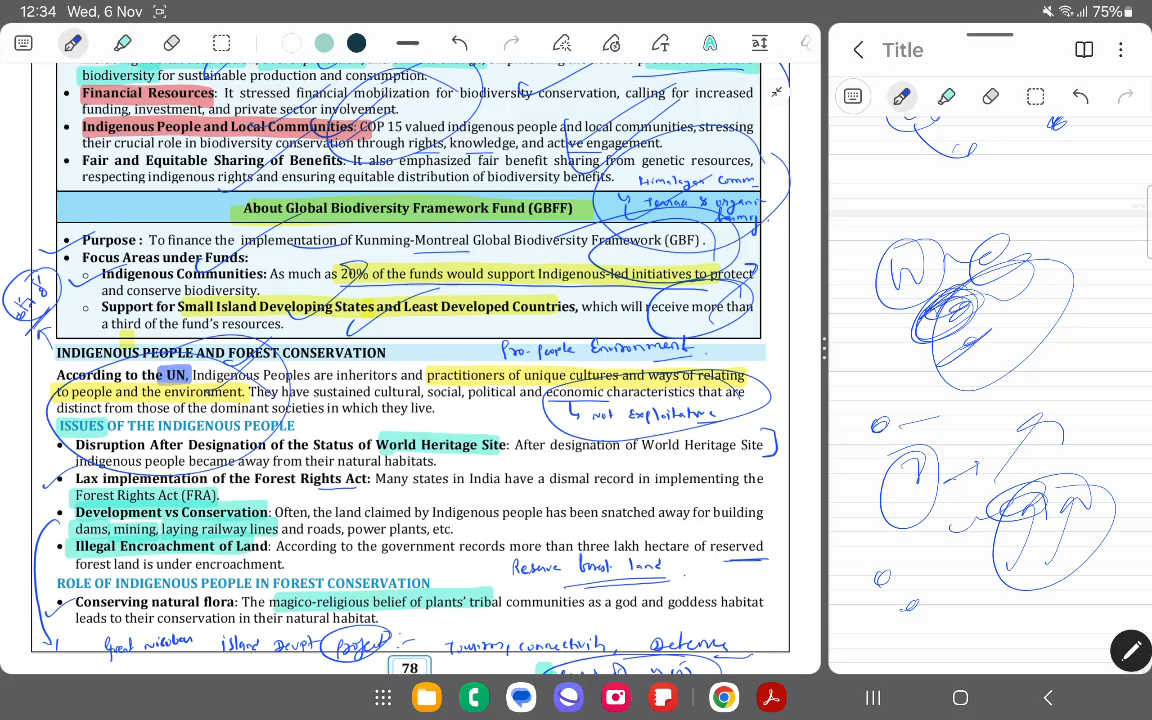 12:34 Wed, 6 Nov
75%
Title
biodiversity for sustainable production and consumption.
• Financial Resources: It stressed financial mobilization for biodiversity conservation, calling for increased
funding, investment, and private sector involvement.
• Indigenous People and Local Communities: COP 15 valued indigenous people and local communities, stressing
their crucial role in biodiversity conservation through rights, knowledge, and active engagement.
• Fair and Equitable Sharing of Benefits. It also emphasized fair benefit sharing from genetic resources,
respecting indigenous rights and ensuring equitable distribution of biodiversity benefits.
Himalayan comm
↳ terrace & organic
farming
About Global Biodiversity Framework Fund (GBFF)
• Purpose : To finance the implementation of Kunming-Montreal Global Biodiversity Framework (GBF) .
• Focus Areas under Funds:
○ Indigenous Communities: As much as 20% of the funds would support Indigenous-led initiatives to protect
and conserve biodiversity.
○ Support for Small Island Developing States and Least Developed Countries, which will receive more than
a third of the fund's resources.
INDIGENOUS PEOPLE AND FOREST CONSERVATION
Pro-people Environment.
According to the UN, Indigenous Peoples are inheritors and practitioners of unique cultures and ways of relating
to people and the environment. They have sustained cultural, social, political and economic characteristics that are
distinct from those of the dominant societies in which they live.
↳ not exploitative
ISSUES OF THE INDIGENOUS PEOPLE
• Disruption After Designation of the Status of World Heritage Site: After designation of World Heritage Site
indigenous people became away from their natural habitats.
• Lax implementation of the Forest Rights Act: Many states in India have a dismal record in implementing the
Forest Rights Act (FRA).
• Development vs Conservation: Often, the land claimed by Indigenous people has been snatched away for building
dams, mining, laying railway lines and roads, power plants, etc.
• Illegal Encroachment of Land: According to the government records more than three lakh hectare of reserved
forest land is under encroachment.
Reserve forest land
ROLE OF INDIGENOUS PEOPLE IN FOREST CONSERVATION
• Conserving natural flora: The magico-religious belief of plants' tribal communities as a god and goddess habitat
leads to their conservation in their natural habitat.
Great nicobar island Devpt project :- Tourism, connectivity, Defense
78